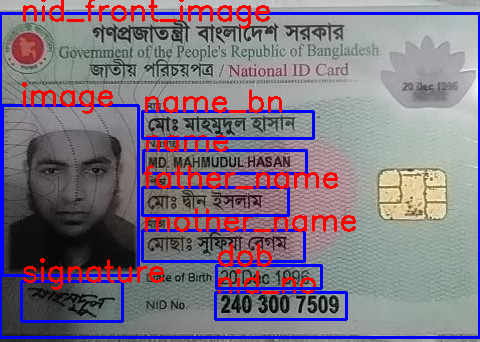 nid_front_image
গণপ্রজাতন্ত্রী বাংলাদেশ সরকার
Government of the People's Republic of Bangladesh
জাতীয় পরিচয়পত্র / National ID Card
20 Dec 1996
image
name_bn
মোঃ মাহমুদুল হাসান
name
MD. MAHMUDUL HASAN
father_name
মোঃ দ্বীন ইসলাম
mother_name
মোছাঃ সুফিয়া বেগম
dob
Date of Birth 20 Dec 1996
signature
nid_no
মাহমুদুল
NID No. 240 300 7509